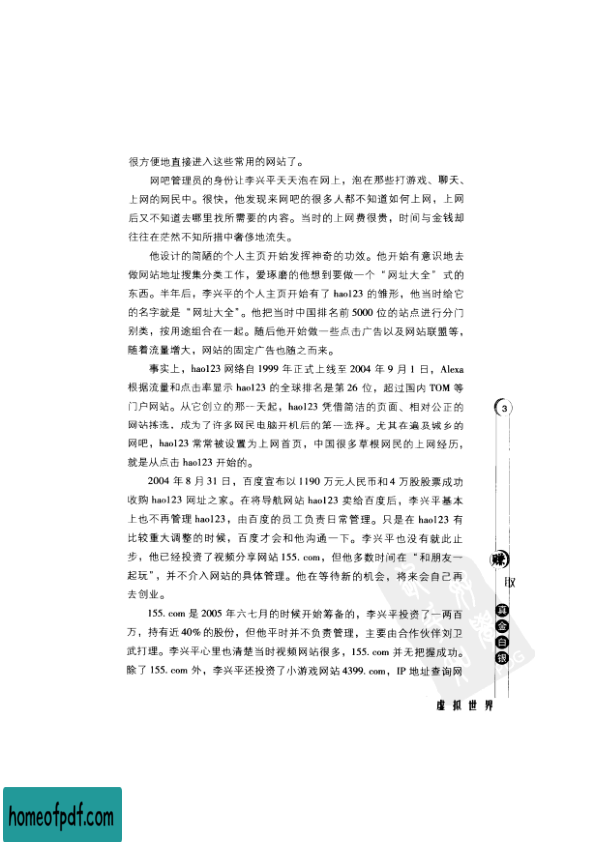 很方便地直接进入这些常用的网站了。
网吧管理员的身份让李兴平天天泡在网上，泡在那些打游戏、聊天、
上网的网民中。很快，他发现来网吧的很多人都不知道如何上网，上网
后又不知道去哪里找所需要的内容。当时的上网费很贵，时间与金钱却
往往在茫然不知所措中奢侈地流失。
他设计的简陋的个人主页开始发挥神奇的功效。他开始有意识地去
做网站地址搜集分类工作，爱琢磨的他想到要做一个“网址大全”式的
东西。半年后，李兴平的个人主页开始有了 hao123 的雏形，他当时给它
的名字就是“网址大全”。他把当时中国排名前 5000 位的站点进行分门
别类，按用途组合在一起。随后他开始做一些点击广告以及网站联盟等，
随着流量增大，网站的固定广告也随之而来。
事实上，hao123 网络自 1999 年正式上线至 2004 年 9 月 1 日，Alexa
根据流量和点击率显示 hao123 的全球排名是第 26 位，超过国内 TOM 等
门户网站。从它创立的那一天起，hao123 凭借简洁的页面、相对公正的
网站拣选，成为了许多网民电脑开机后的第一选择。尤其在遍及城乡的
网吧，hao123 常常被设置为上网首页，中国很多草根网民的上网经历，
就是从点击 hao123 开始的。
2004 年 8 月 31 日，百度宣布以 1190 万元人民币和 4 万股股票成功
收购 hao123 网址之家。在将导航网站 hao123 卖给百度后，李兴平基本
上也不再管理 hao123，由百度的员工负责日常管理。只是在 hao123 有
比较重大调整的时候，百度才会和他沟通一下。李兴平也没有就此止
步，他已经投资了视频分享网站 155. com，但他多数时间在“和朋友一
起玩”，并不介入网站的具体管理。他在等待新的机会，将来会自己再
去创业。
155. com 是 2005 年六七月的时候开始筹备的，李兴平投资了一两百
万，持有近 40% 的股份，但他平时并不负责管理，主要由合作伙伴刘卫
武打理。李兴平心里也清楚当时视频网站很多，155. com 并无把握成功。
除了 155. com 外，李兴平还投资了小游戏网站 4399. com，IP 地址查询网
3
赚
取
真
金
白
银
虚拟世界
homeofpdf.com